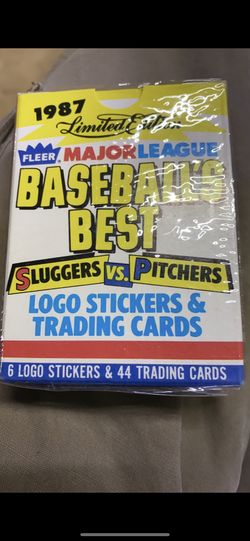 1987
Limited Edition
FLEER MAJOR LEAGUE
BASEBALL'S
BEST
SLUGGERS VS. PITCHERS
LOGO STICKERS &
TRADING CARDS
6 LOGO STICKERS & 44 TRADING CARDS